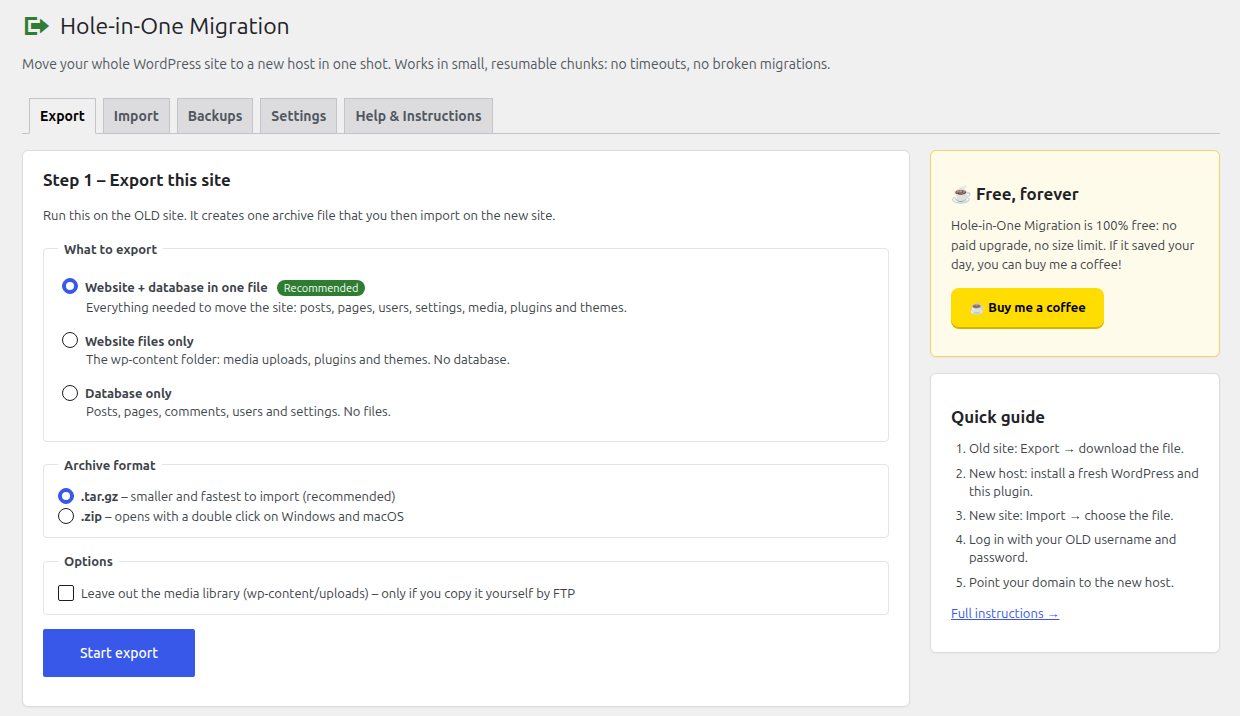 Hole-in-One Migration
Move your whole WordPress site to a new host in one shot. Works in small, resumable chunks: no timeouts, no broken migrations.
Export
Import
Backups
Settings
Help & Instructions
Step 1 – Export this site
Run this on the OLD site. It creates one archive file that you then import on the new site.
What to export
Website + database in one file Recommended
Everything needed to move the site: posts, pages, users, settings, media, plugins and themes.
Website files only
The wp-content folder: media uploads, plugins and themes. No database.
Database only
Posts, pages, comments, users and settings. No files.
Archive format
.tar.gz – smaller and fastest to import (recommended)
.zip – opens with a double click on Windows and macOS
Options
Leave out the media library (wp-content/uploads) – only if you copy it yourself by FTP
Start export
☕ Free, forever
Hole-in-One Migration is 100% free: no
paid upgrade, no size limit. If it saved your
day, you can buy me a coffee!
☕ Buy me a coffee
Quick guide
1. Old site: Export → download the file.
2. New host: install a fresh WordPress and
this plugin.
3. New site: Import → choose the file.
4. Log in with your OLD username and
password.
5. Point your domain to the new host.
Full instructions →